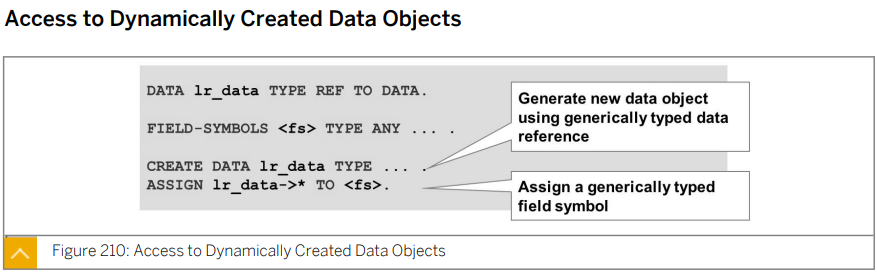 Access to Dynamically Created Data Objects
DATA lr_data TYPE REF TO DATA.
FIELD-SYMBOLS <fs> TYPE ANY ... .
CREATE DATA lr_data TYPE ... .
ASSIGN lr_data->* TO <fs>.
Generate new data object
using generically typed data
reference
Assign a generically typed
field symbol
Figure 210: Access to Dynamically Created Data Objects